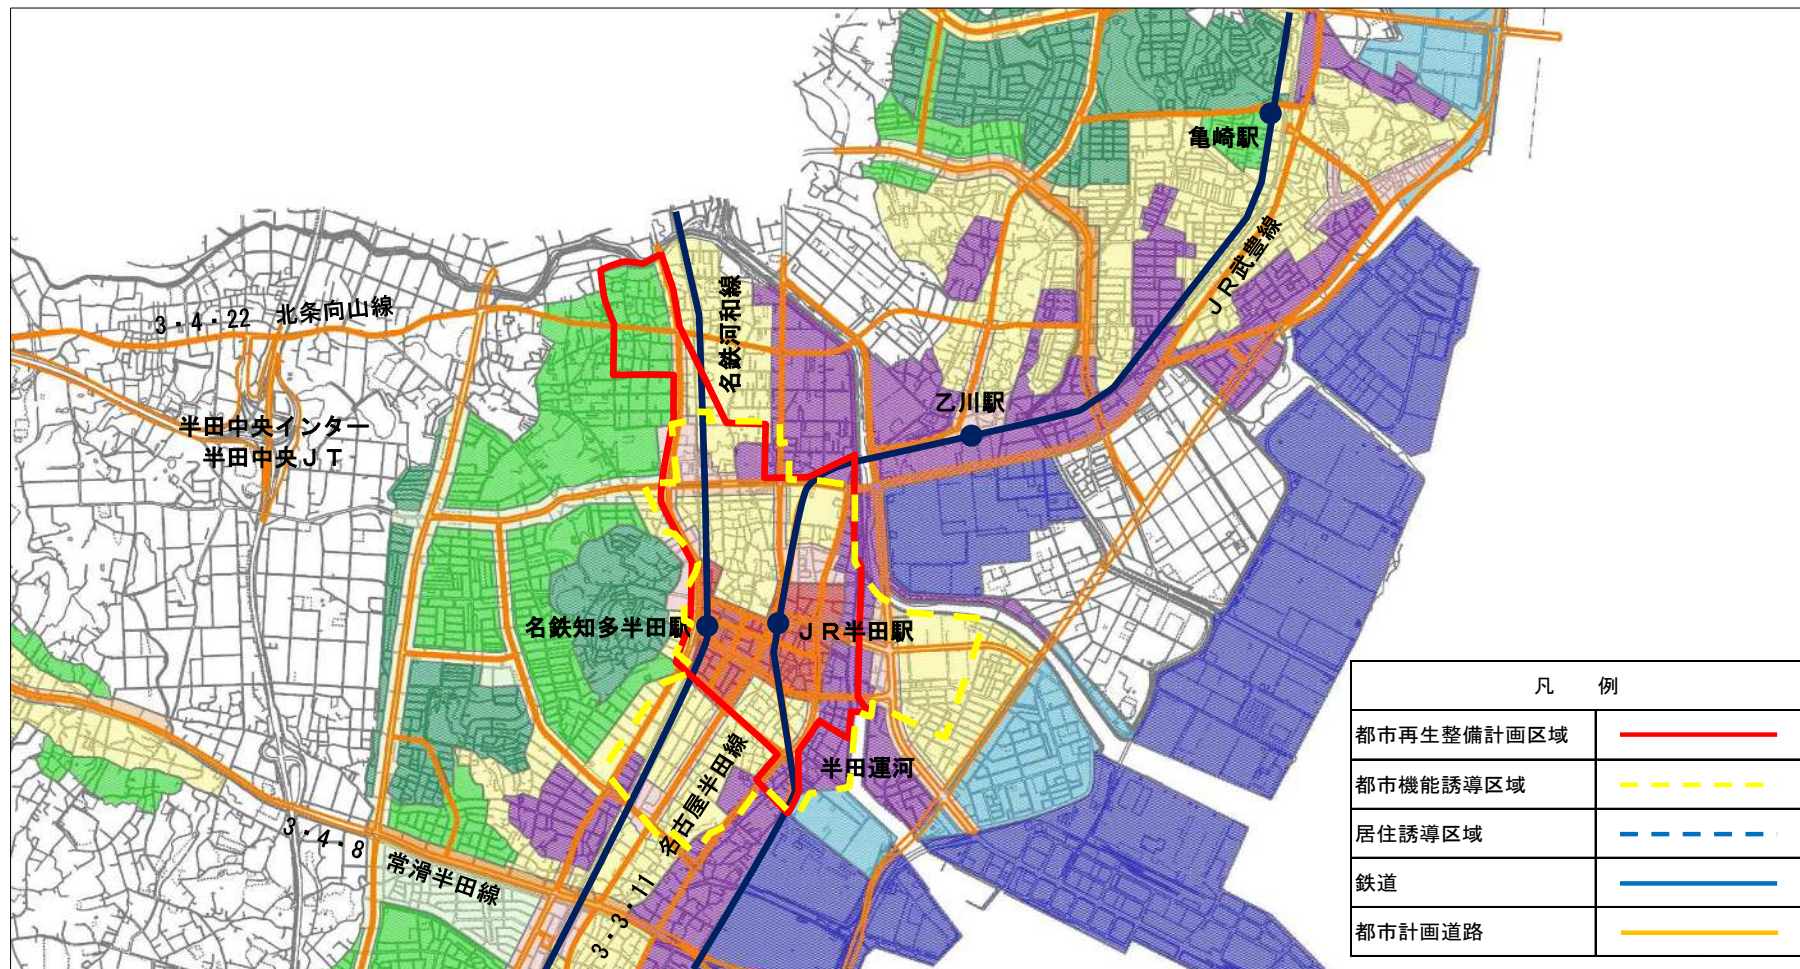 亀崎駅
ＪＲ武豊線
名鉄河和線
3・4・22　北条向山線
乙川駅
半田中央インター
半田中央ＪＴ
名鉄知多半田駅
ＪＲ半田駅
半田運河
名古屋半田線
3・3・11
3・4・8　常滑半田線
凡　例
都市再生整備計画区域
都市機能誘導区域
居住誘導区域
鉄道
都市計画道路